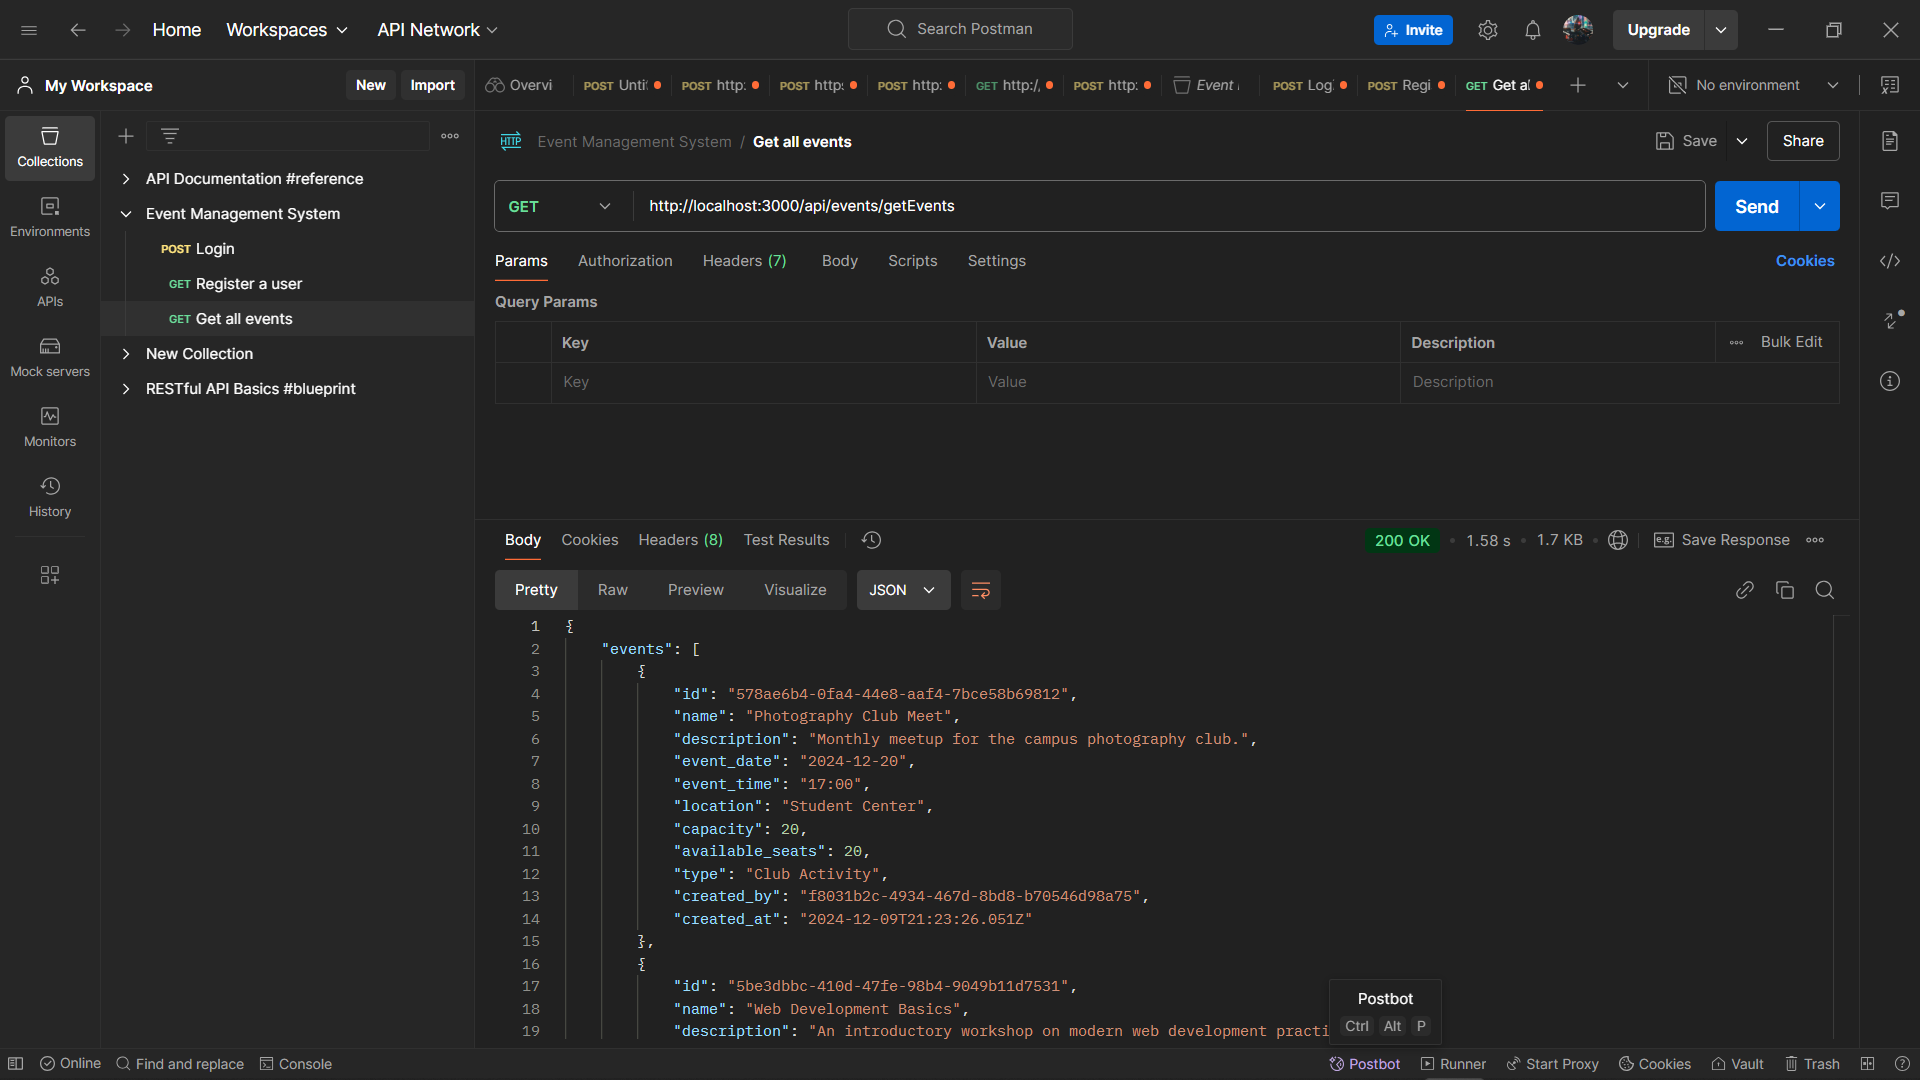 Home
Workspaces
API Network
Search Postman
Invite
Upgrade
My Workspace
New
Import
Overvi
POST Unti
POST http:
POST https
POST http:
GET http:/,
POST http:
Event
POST Log
POST Regi
GET Get al
No environment
Collections
Environments
APIs
Mock servers
Monitors
History
API Documentation #reference
Event Management System
POST Login
GET Register a user
GET Get all events
New Collection
RESTful API Basics #blueprint
HTTP Event Management System / Get all events
Save
Share
GET
http://localhost:3000/api/events/getEvents
Send
Params
Authorization
Headers (7)
Body
Scripts
Settings
Cookies
Query Params
Key
Value
Description
Bulk Edit
Key
Value
Description
Body
Cookies
Headers (8)
Test Results
200 OK
1.58 s
1.7 KB
e.g. Save Response
Pretty
Raw
Preview
Visualize
JSON
1 {
2 "events": [
3 {
4 "id": "578ae6b4-0fa4-44e8-aaf4-7bce58b69812",
5 "name": "Photography Club Meet",
6 "description": "Monthly meetup for the campus photography club.",
7 "event_date": "2024-12-20",
8 "event_time": "17:00",
9 "location": "Student Center",
10 "capacity": 20,
11 "available_seats": 20,
12 "type": "Club Activity",
13 "created_by": "f8031b2c-4934-467d-8bd8-b70546d98a75",
14 "created_at": "2024-12-09T21:23:26.051Z"
15 },
16 {
17 "id": "5be3dbbc-410d-47fe-98b4-9049b11d7531",
18 "name": "Web Development Basics",
19 "description": "An introductory workshop on modern web development practi
Postbot
Ctrl Alt P
Online
Find and replace
Console
Postbot
Runner
Start Proxy
Cookies
Vault
Trash